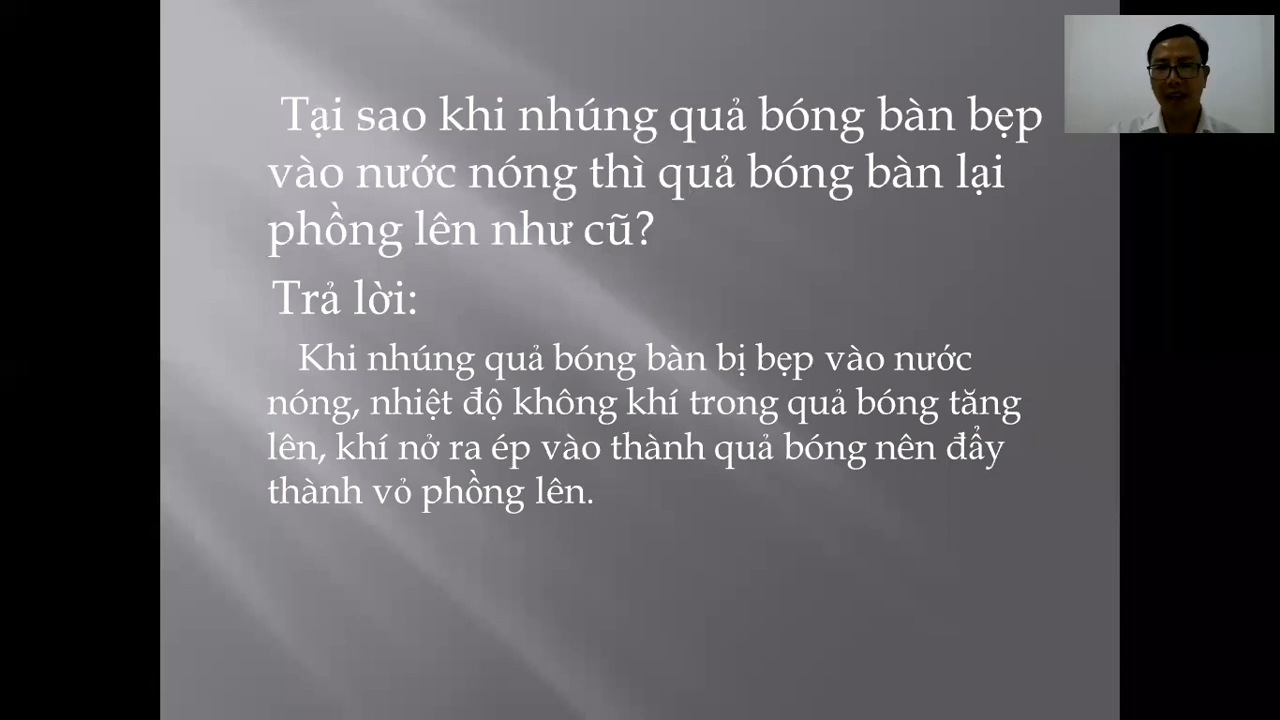 Tại sao khi nhúng quả bóng bàn bẹp
vào nước nóng thì quả bóng bàn lại
phồng lên như cũ?
Trả lời:
Khi nhúng quả bóng bàn bị bẹp vào nước
nóng, nhiệt độ không khí trong quả bóng tăng
lên, khí nở ra ép vào thành quả bóng nên đẩy
thành vỏ phồng lên.